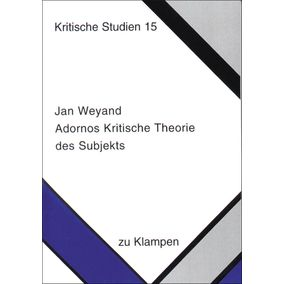 Kritische Studien 15
Jan Weyand
Adornos Kritische Theorie
des Subjekts
zu Klampen